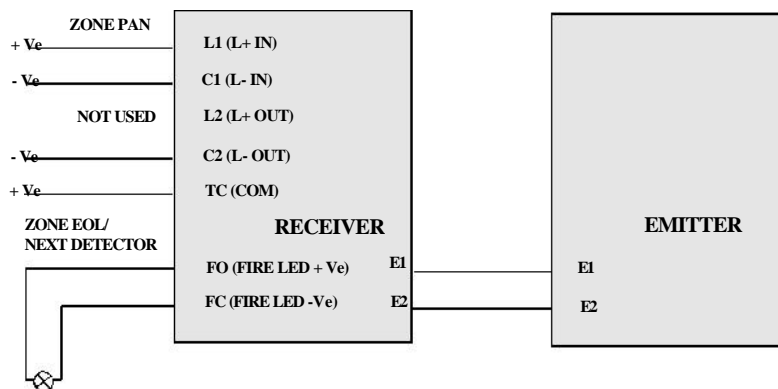 ZONE PAN
+ Ve
L1 (L+ IN)
- Ve
C1 (L- IN)
NOT USED
L2 (L+ OUT)
- Ve
C2 (L- OUT)
+ Ve
TC (COM)
ZONE EOL/
NEXT DETECTOR
RECEIVER
EMITTER
FO (FIRE LED + Ve)
E1
E1
FC (FIRE LED -Ve)
E2
E2